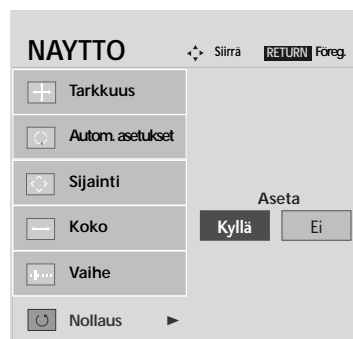 NAYTTO Siirrä RETURN Föreg.
Tarkkuus
Autom. asetukset
Sijainti
Koko
Vaihe
Nollaus
Aseta
Kyllä Ei